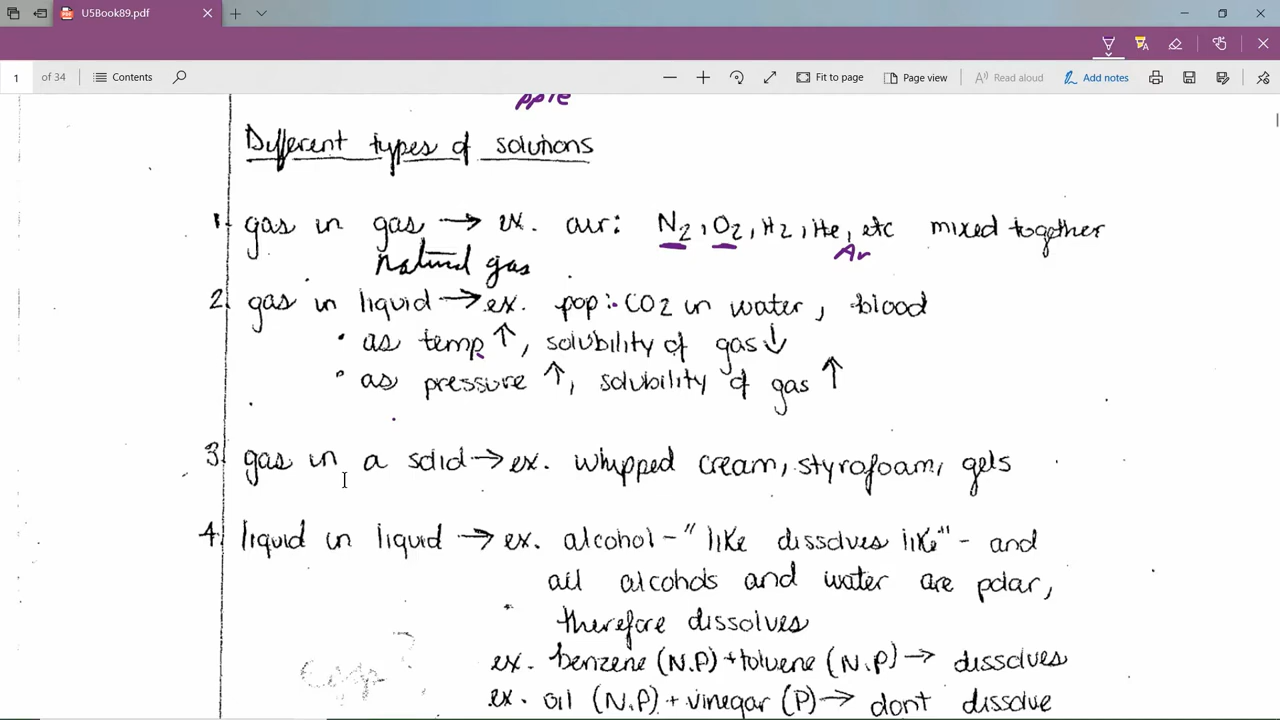 U5Book89.pdf
1 of 34 Contents Fit to page Page view Read aloud Add notes
ppte
Different types of solutions
1. gas in gas → ex. air: N2, O2, H2, He, etc mixed together
Ar
natural gas
2. gas in liquid → ex. pop: CO2 in water, blood
• as temp ↑, solubility of gas ↓
• as pressure ↑, solubility of gas ↑
3. gas in a solid → ex. whipped cream, styrofoam, gels
4. liquid in liquid → ex. alcohol - "like dissolves like" - and
all alcohols and water are polar,
therefore dissolves
ex. benzene (N.P) + toluene (N.P) → dissolves
ex. oil (N.P) + vinegar (P) → dont dissolve